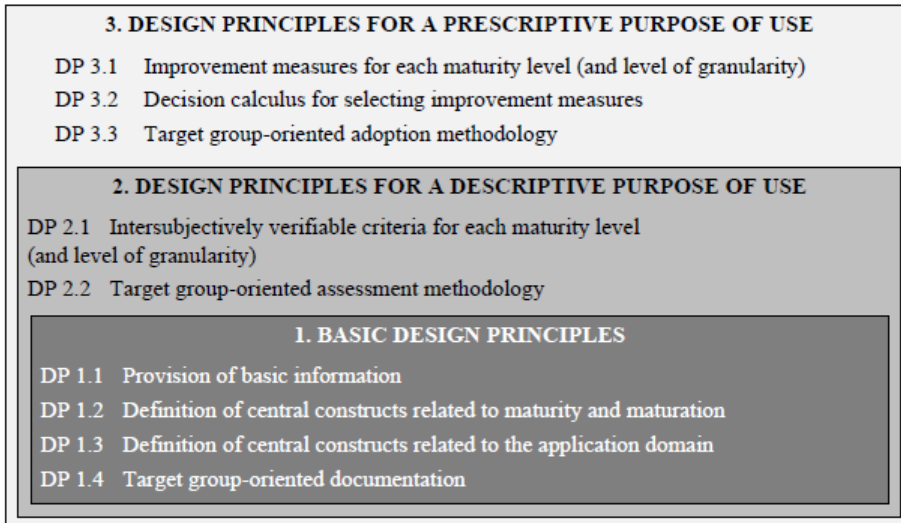 3. DESIGN PRINCIPLES FOR A PRESCRIPTIVE PURPOSE OF USE
DP 3.1 Improvement measures for each maturity level (and level of granularity)
DP 3.2 Decision calculus for selecting improvement measures
DP 3.3 Target group-oriented adoption methodology
2. DESIGN PRINCIPLES FOR A DESCRIPTIVE PURPOSE OF USE
DP 2.1 Intersubjectively verifiable criteria for each maturity level
(and level of granularity)
DP 2.2 Target group-oriented assessment methodology
1. BASIC DESIGN PRINCIPLES
DP 1.1 Provision of basic information
DP 1.2 Definition of central constructs related to maturity and maturation
DP 1.3 Definition of central constructs related to the application domain
DP 1.4 Target group-oriented documentation